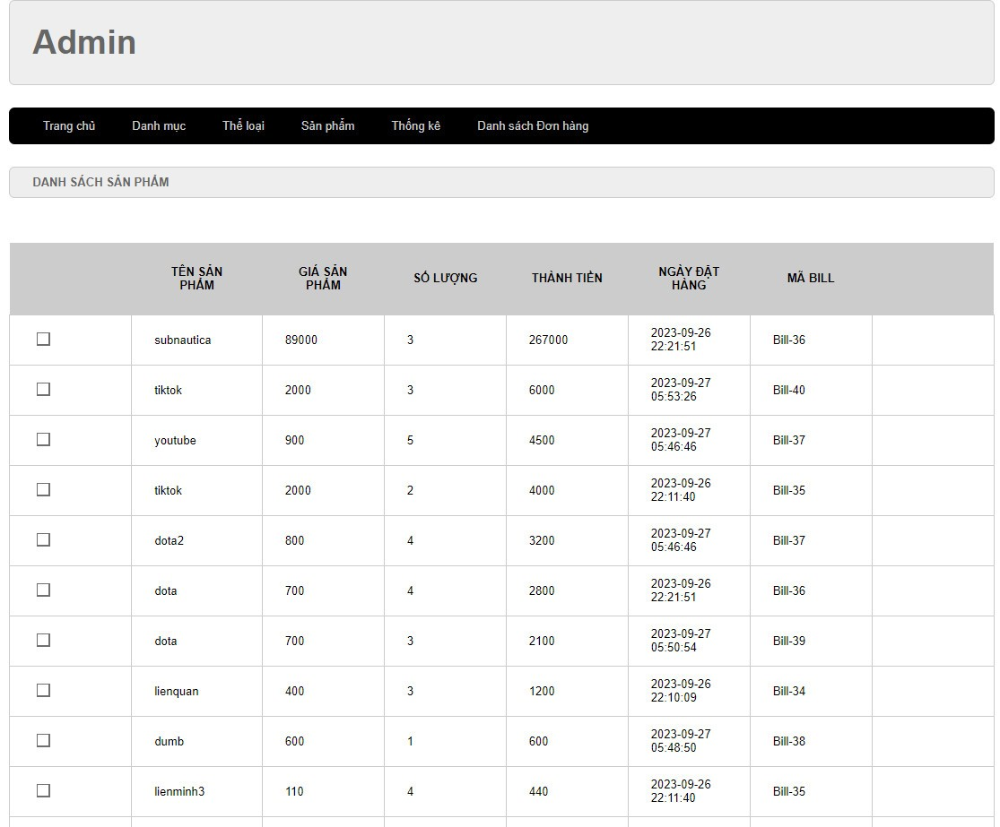 Admin
Trang chủ Danh mục Thể loại Sản phẩm Thống kê Danh sách Đơn hàng
DANH SÁCH SẢN PHẨM
TÊN SẢN PHẨM GIÁ SẢN PHẨM SỐ LƯỢNG THÀNH TIỀN NGÀY ĐẶT HÀNG MÃ BILL
subnautica 89000 3 267000 2023-09-26 22:21:51 Bill-36
tiktok 2000 3 6000 2023-09-27 05:53:26 Bill-40
youtube 900 5 4500 2023-09-27 05:46:46 Bill-37
tiktok 2000 2 4000 2023-09-26 22:11:40 Bill-35
dota2 800 4 3200 2023-09-27 05:46:46 Bill-37
dota 700 4 2800 2023-09-26 22:21:51 Bill-36
dota 700 3 2100 2023-09-27 05:50:54 Bill-39
lienquan 400 3 1200 2023-09-26 22:10:09 Bill-34
dumb 600 1 600 2023-09-27 05:48:50 Bill-38
lienminh3 110 4 440 2023-09-26 22:11:40 Bill-35